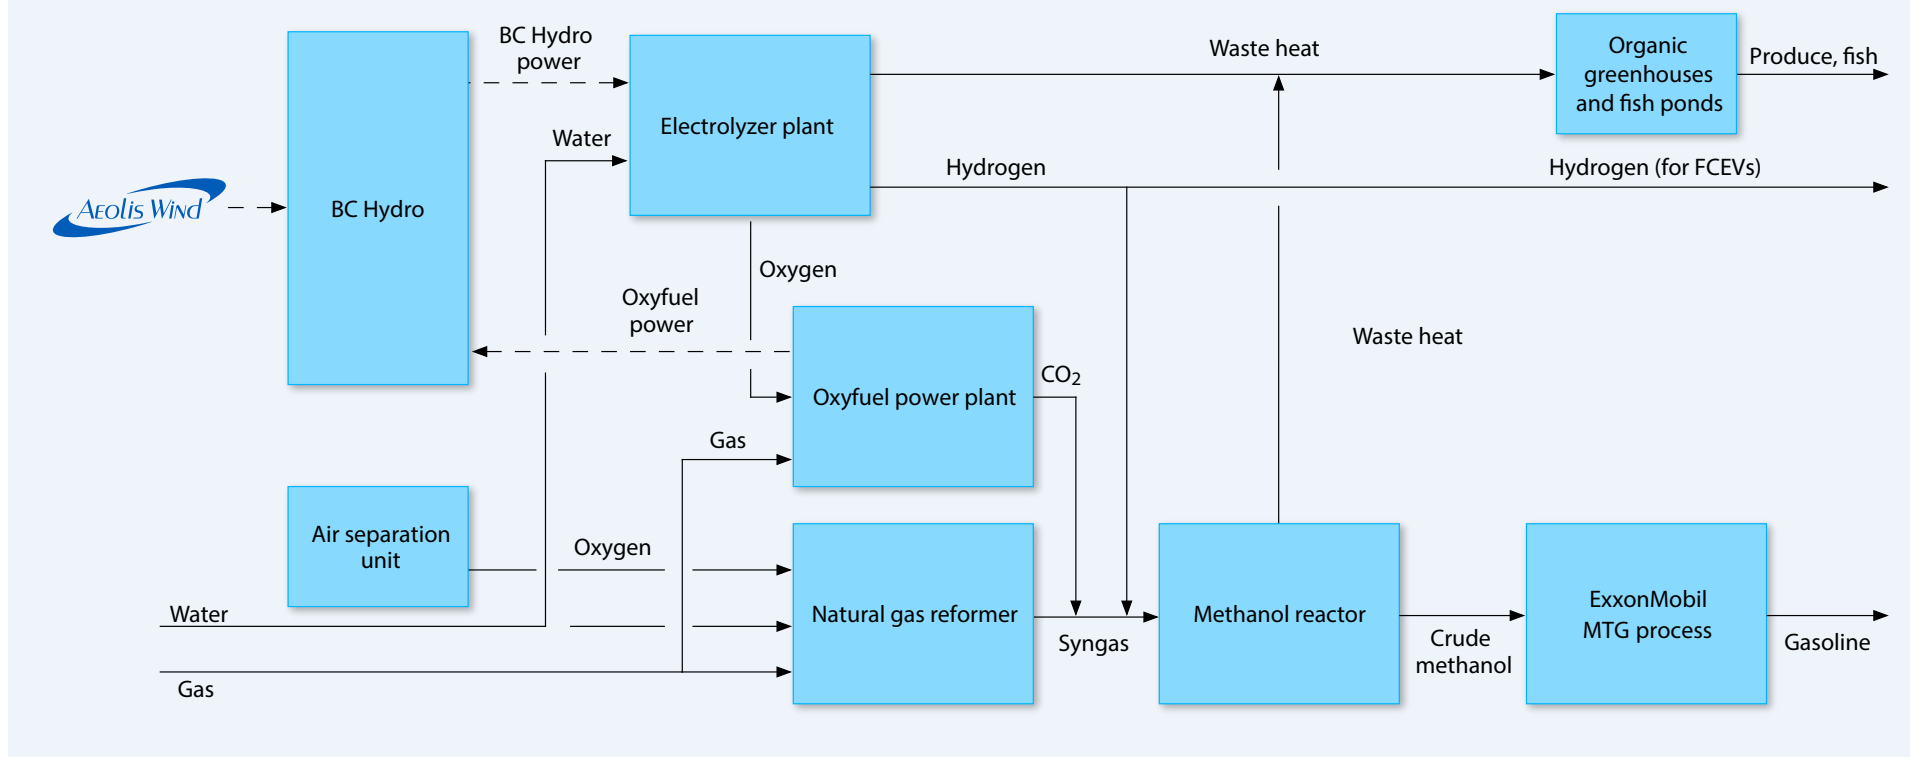 BC Hydro
power
Waste heat
Organic
greenhouses
and fish ponds
Produce, fish
Electrolyzer plant
Water
Hydrogen
Hydrogen (for FCEVs)
AEOLIS WIND
BC Hydro
Oxygen
Oxyfuel
power
Waste heat
CO2
Oxyfuel power plant
Gas
Air separation
unit
Oxygen
Water
Natural gas reformer
Syngas
Methanol reactor
Crude
methanol
ExxonMobil
MTG process
Gasoline
Gas